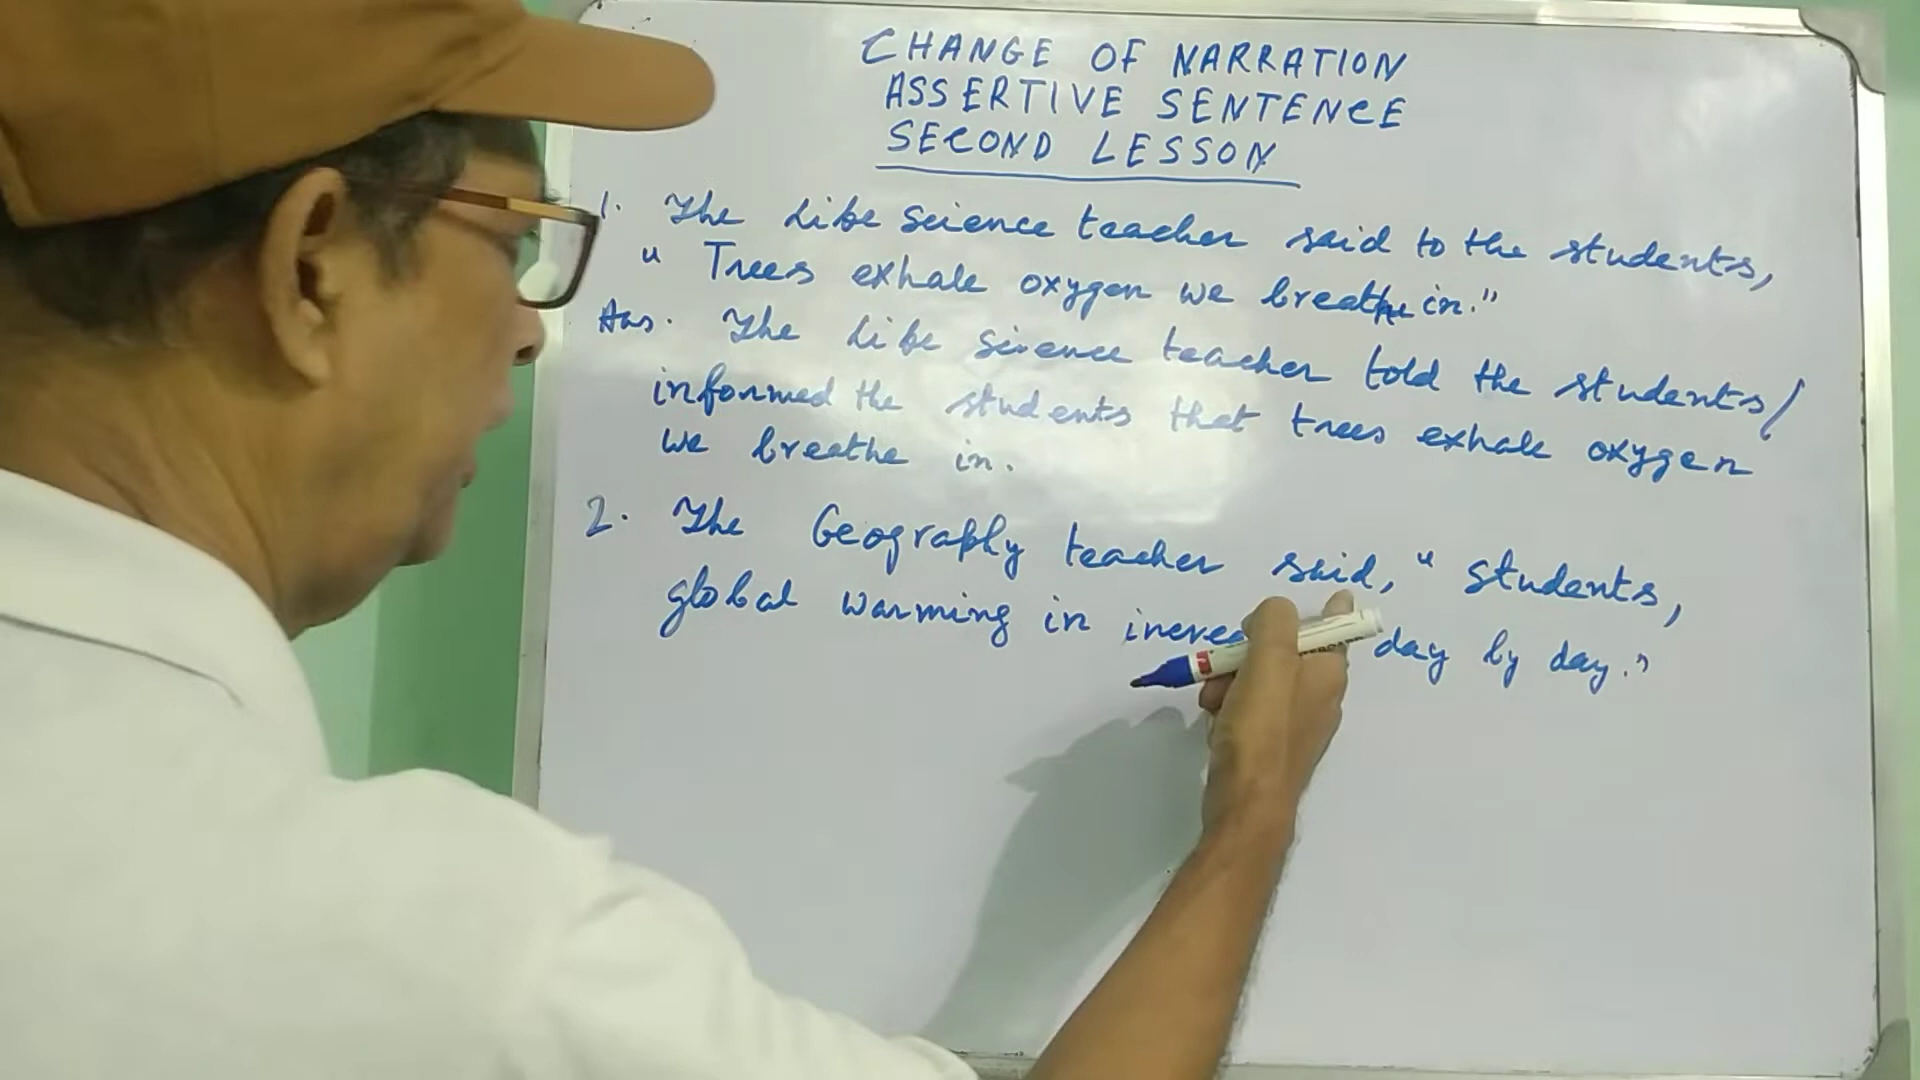 CHANGE OF NARRATION
ASSERTIVE SENTENCE
SECOND LESSON
1. The Life science teacher said to the students,
" Trees exhale oxygen we breathe in."
Ans. The Life science teacher told the students/
informed the students that trees exhale oxygen
we breathe in.
2. The Geography teacher said, " Students,
global warming in day by day."